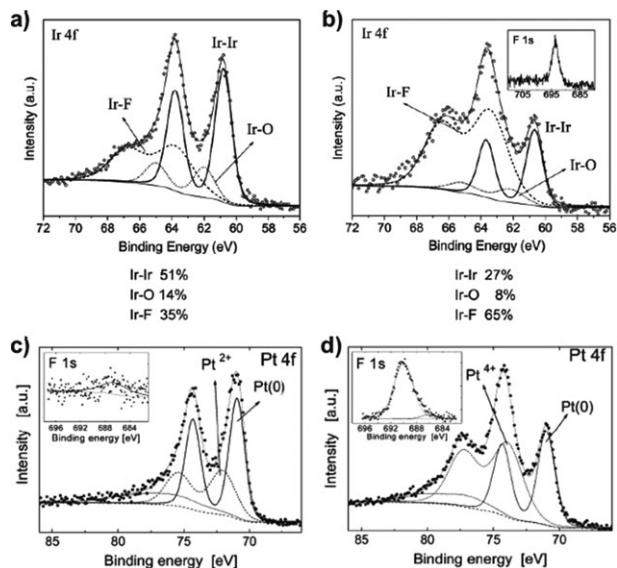 a)
Ir 4f
Ir-Ir
Ir-F
Ir-O
Intensity (a.u.)
72 70 68 66 64 62 60 58 56
Binding Energy (eV)
Ir-Ir 51%
Ir-O 14%
Ir-F 35%
b)
Ir 4f
F 1s
705 695 685
Ir-F
Ir-Ir
Ir-O
Intensity (a.u.)
72 70 68 66 64 62 60 58 56
Binding Energy (eV)
Ir-Ir 27%
Ir-O 8%
Ir-F 65%
c)
F 1s
696 692 688 684
Binding energy [eV]
Pt 2+
Pt 4f
Pt(0)
Intensity [a.u.]
85 80 75 70
Binding energy [eV]
d)
F 1s
696 692 688 684
Binding energy [eV]
Pt 4+
Pt 4f
Pt(0)
Intensity [a.u.]
85 80 75 70
Binding energy [eV]